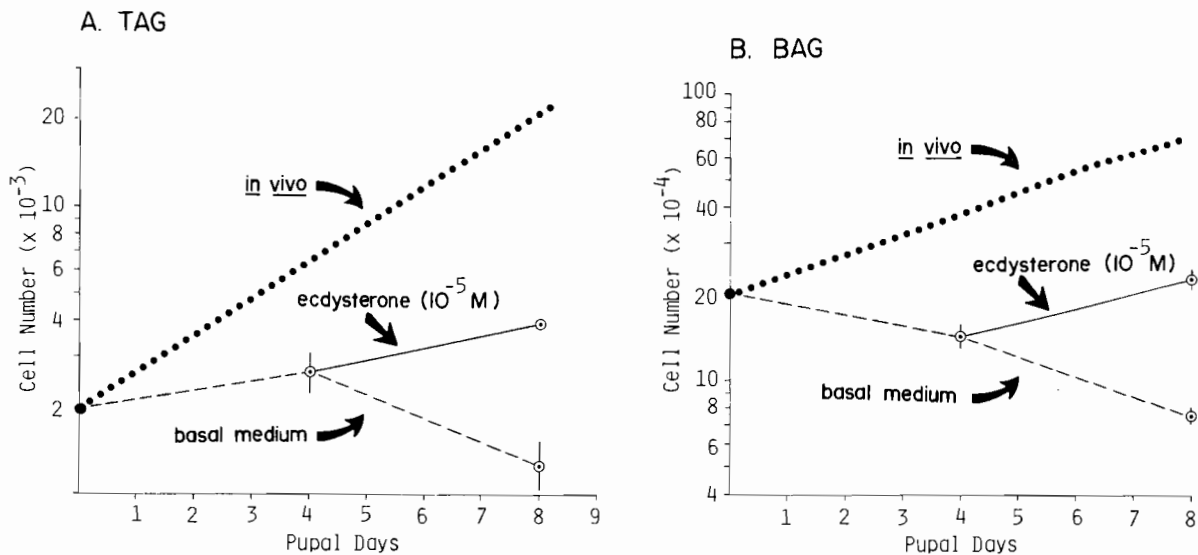 A. TAG
20
10
8
6
4
2
Cell Number (x 10⁻³)
in vivo
ecdysterone (10⁻⁵ M)
basal medium
1 2 3 4 5 6 7 8 9
Pupal Days
B. BAG
100
80
60
40
20
10
8
6
4
Cell Number (x 10⁻⁴)
in vivo
ecdysterone (10⁻⁵ M)
basal medium
1 2 3 4 5 6 7 8
Pupal Days